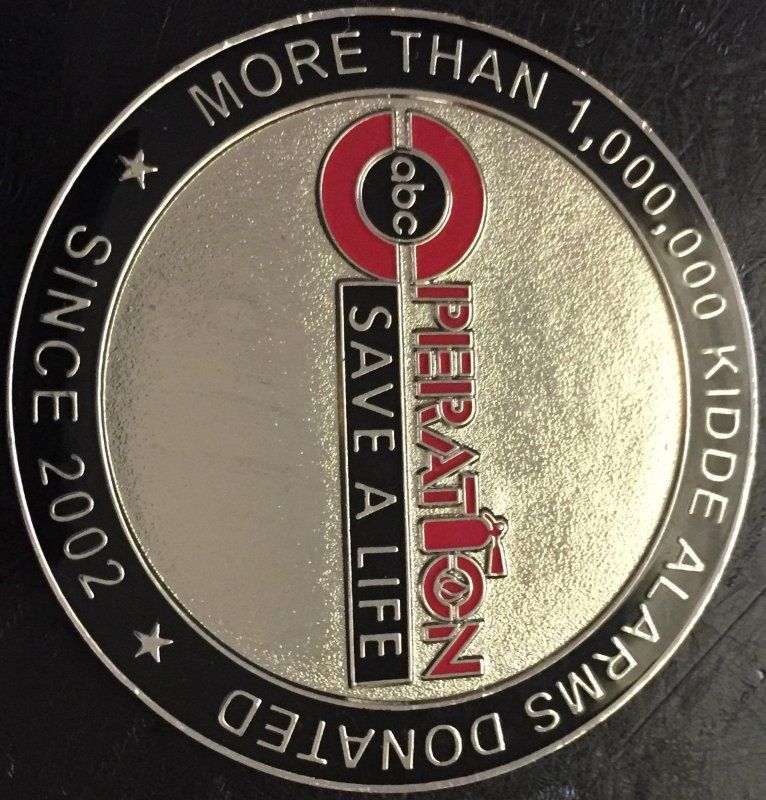 MORE THAN 1,000,000 KIDDE ALARMS DONATED
abc
OPERATION
SAVE A LIFE
SINCE 2002